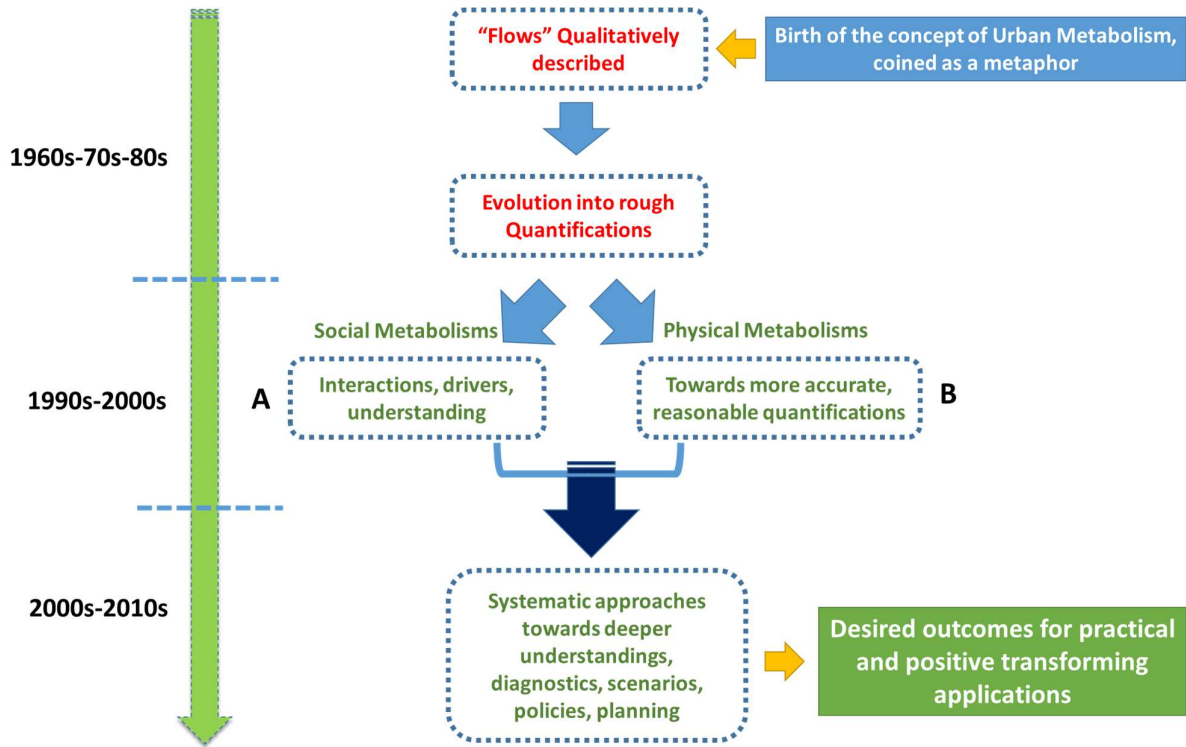 “Flows” Qualitatively
described
Birth of the concept of Urban Metabolism,
coined as a metaphor
1960s-70s-80s
Evolution into rough
Quantifications
Social Metabolisms
Physical Metabolisms
1990s-2000s
A
Interactions, drivers,
understanding
Towards more accurate,
reasonable quantifications
B
2000s-2010s
Systematic approaches
towards deeper
understandings,
diagnostics, scenarios,
policies, planning
Desired outcomes for practical
and positive transforming
applications